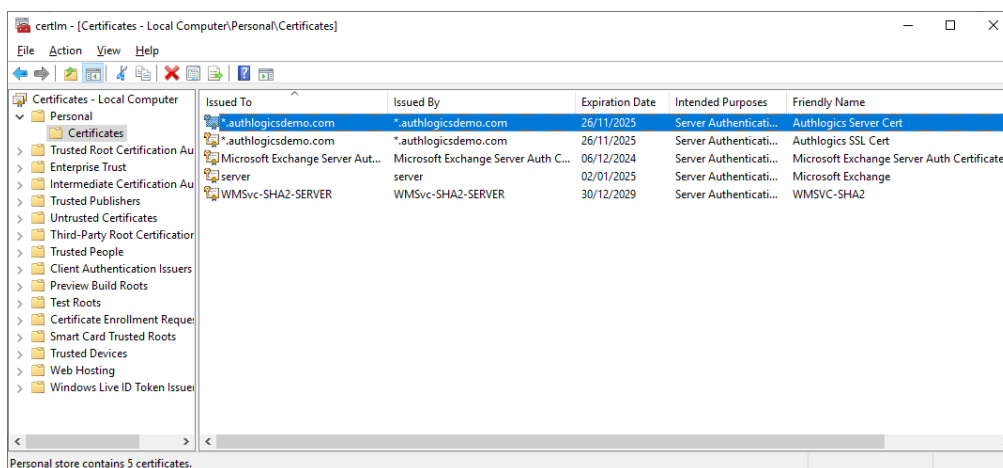 certlm - [Certificates - Local Computer\Personal\Certificates]
File Action View Help
Certificates - Local Computer
Personal
Certificates
Trusted Root Certification Au
Enterprise Trust
Intermediate Certification Au
Trusted Publishers
Untrusted Certificates
Third-Party Root Certification
Trusted People
Client Authentication Issuers
Preview Build Roots
Test Roots
Certificate Enrollment Reques
Smart Card Trusted Roots
Trusted Devices
Web Hosting
Windows Live ID Token Issuer
Issued To Issued By Expiration Date Intended Purposes Friendly Name
*.authlogicsdemo.com *.authlogicsdemo.com 26/11/2025 Server Authenticati... Authlogics Server Cert
*.authlogicsdemo.com *.authlogicsdemo.com 26/11/2025 Server Authenticati... Authlogics SSL Cert
Microsoft Exchange Server Aut... Microsoft Exchange Server Auth C... 06/12/2024 Server Authenticati... Microsoft Exchange Server Auth Certificate
server server 02/01/2025 Server Authenticati... Microsoft Exchange
WMSvc-SHA2-SERVER WMSvc-SHA2-SERVER 30/12/2029 Server Authenticati... WMSVC-SHA2
Personal store contains 5 certificates.